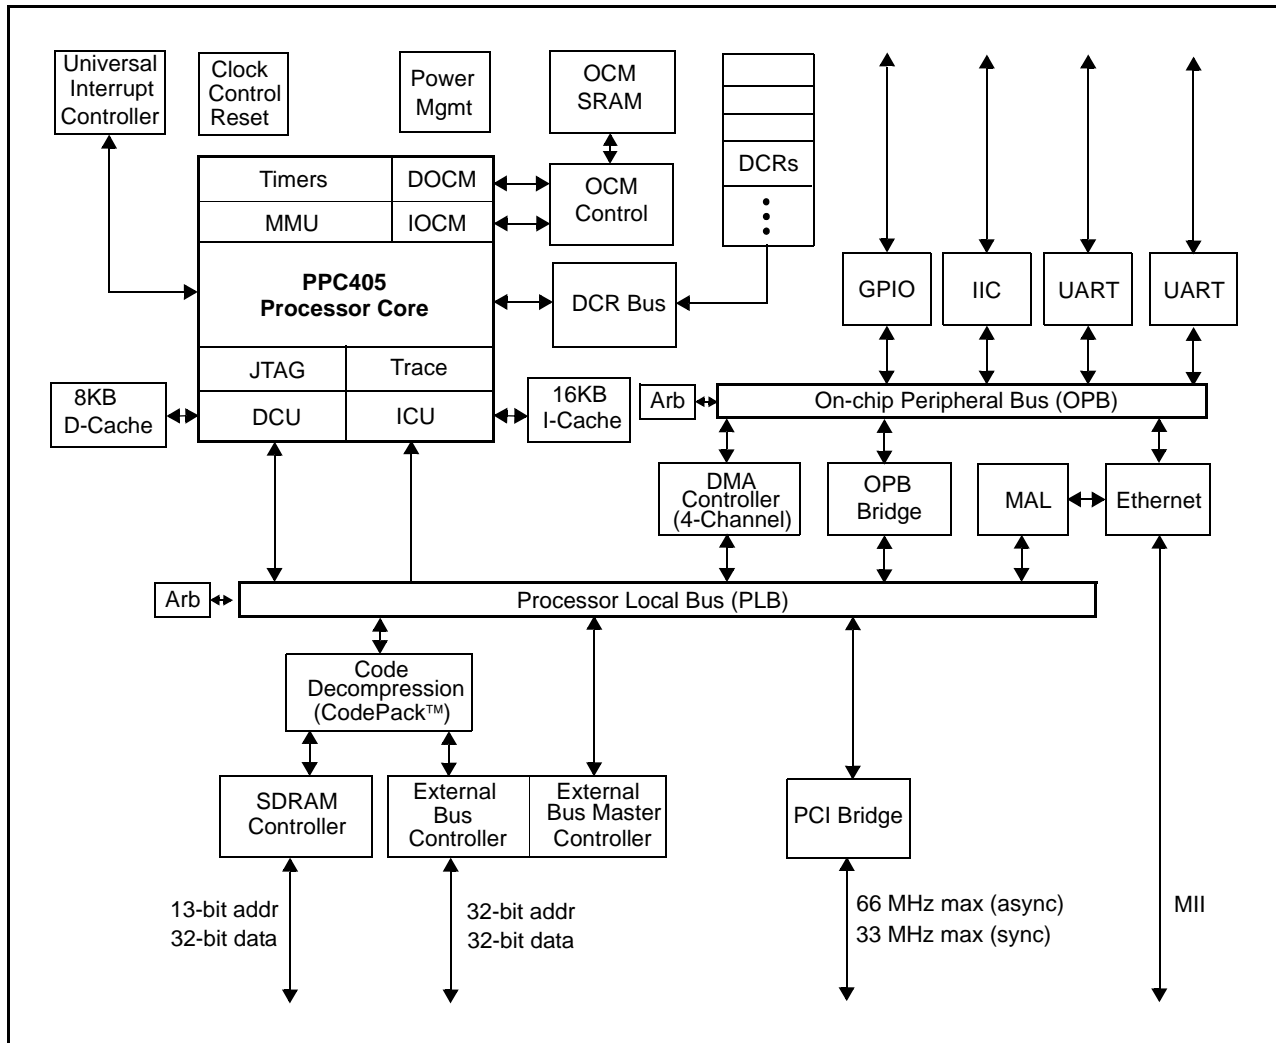 Universal
Interrupt
Controller
Clock
Control
Reset
Power
Mgmt
OCM
SRAM
DCRs
Timers
DOCM
MMU
IOCM
OCM
Control
PPC405
Processor Core
DCR Bus
GPIO
IIC
UART
UART
JTAG
Trace
DCU
ICU
8KB
D-Cache
16KB
I-Cache
Arb
On-chip Peripheral Bus (OPB)
DMA
Controller
(4-Channel)
OPB
Bridge
MAL
Ethernet
Arb
Processor Local Bus (PLB)
Code
Decompression
(CodePack™)
SDRAM
Controller
External
Bus
Controller
External
Bus Master
Controller
PCI Bridge
13-bit addr
32-bit data
32-bit addr
32-bit data
66 MHz max (async)
33 MHz max (sync)
MII